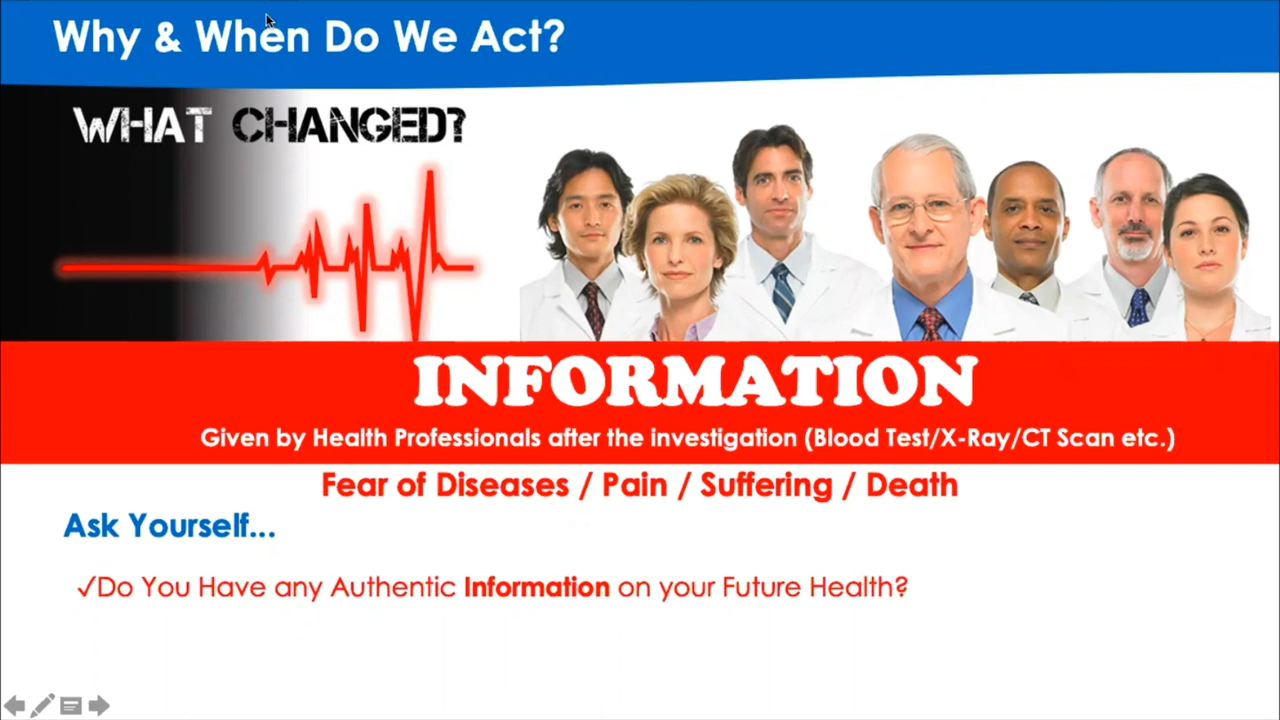 Why & When Do We Act?
WHAT CHANGED?
INFORMATION
Given by Health Professionals after the investigation (Blood Test/X-Ray/CT Scan etc.)
Fear of Diseases / Pain / Suffering / Death
Ask Yourself...
✓Do You Have any Authentic Information on your Future Health?